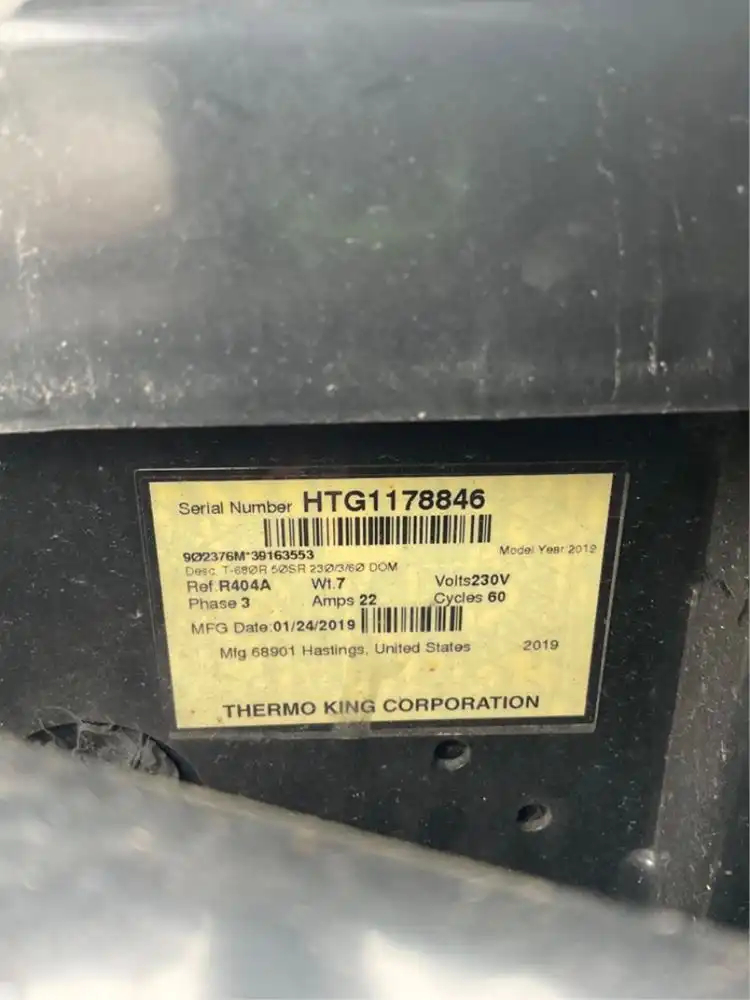 Serial Number HTG1178846
9Ø2376M*39163553 Model Year 2019
Desc. T-68ØR 5ØSR 23Ø/3/6Ø DOM
Ref.R404A Wt.7 Volts230V
Phase 3 Amps 22 Cycles 60
MFG Date:01/24/2019
Mfg 68901 Hastings, United States 2019
THERMO KING CORPORATION